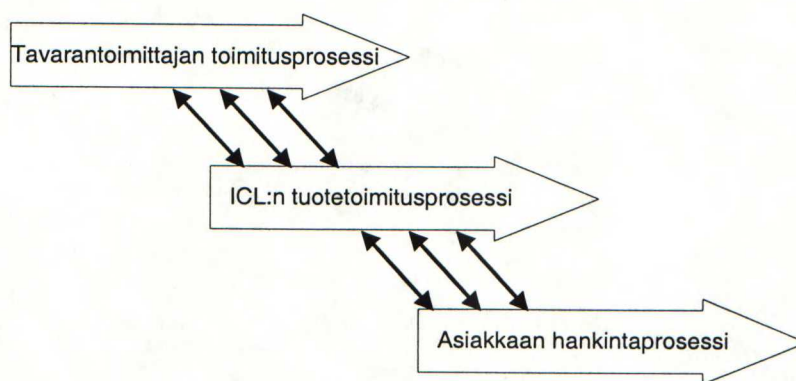 Tavarantoimittajan toimitusprosessi
ICL:n tuotetoimitusprosessi
Asiakkaan hankintaprosessi